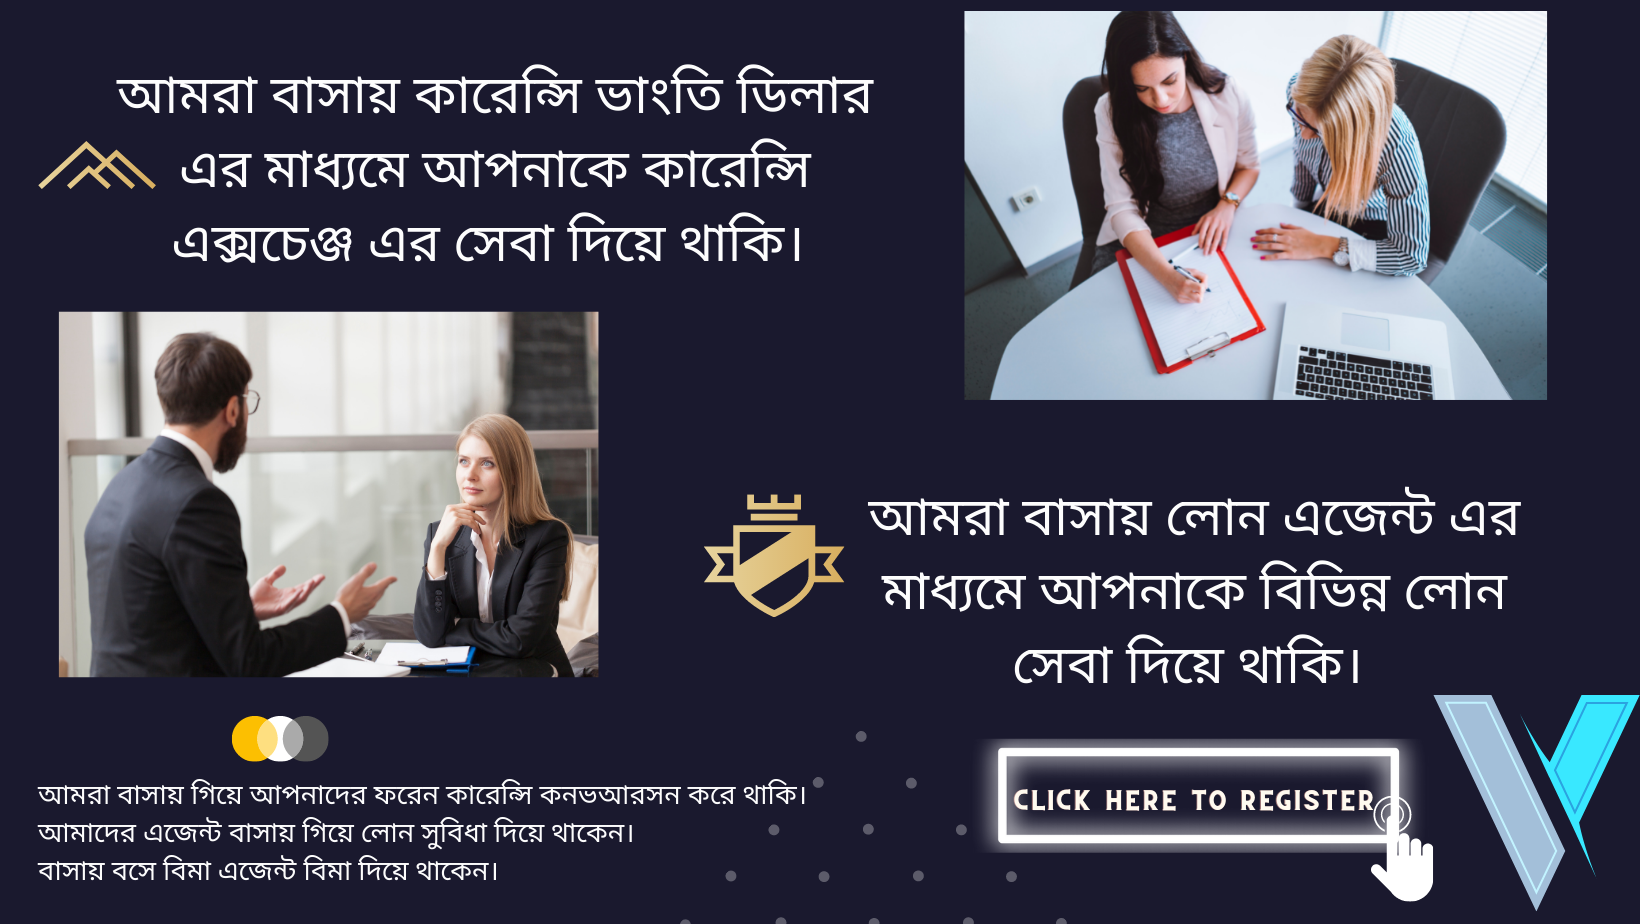 আমরা বাসায় কারেন্সি ভাংতি ডিলার
এর মাধ্যমে আপনাকে কারেন্সি
এক্সচেঞ্জ এর সেবা দিয়ে থাকি।
আমরা বাসায় লোন এজেন্ট এর
মাধ্যমে আপনাকে বিভিন্ন লোন
সেবা দিয়ে থাকি।
আমরা বাসায় গিয়ে আপনাদের ফরেন কারেন্সি কনভআরসন করে থাকি।
আমাদের এজেন্ট বাসায় গিয়ে লোন সুবিধা দিয়ে থাকেন।
বাসায় বসে বিমা এজেন্ট বিমা দিয়ে থাকেন।
CLICK HERE TO REGISTER